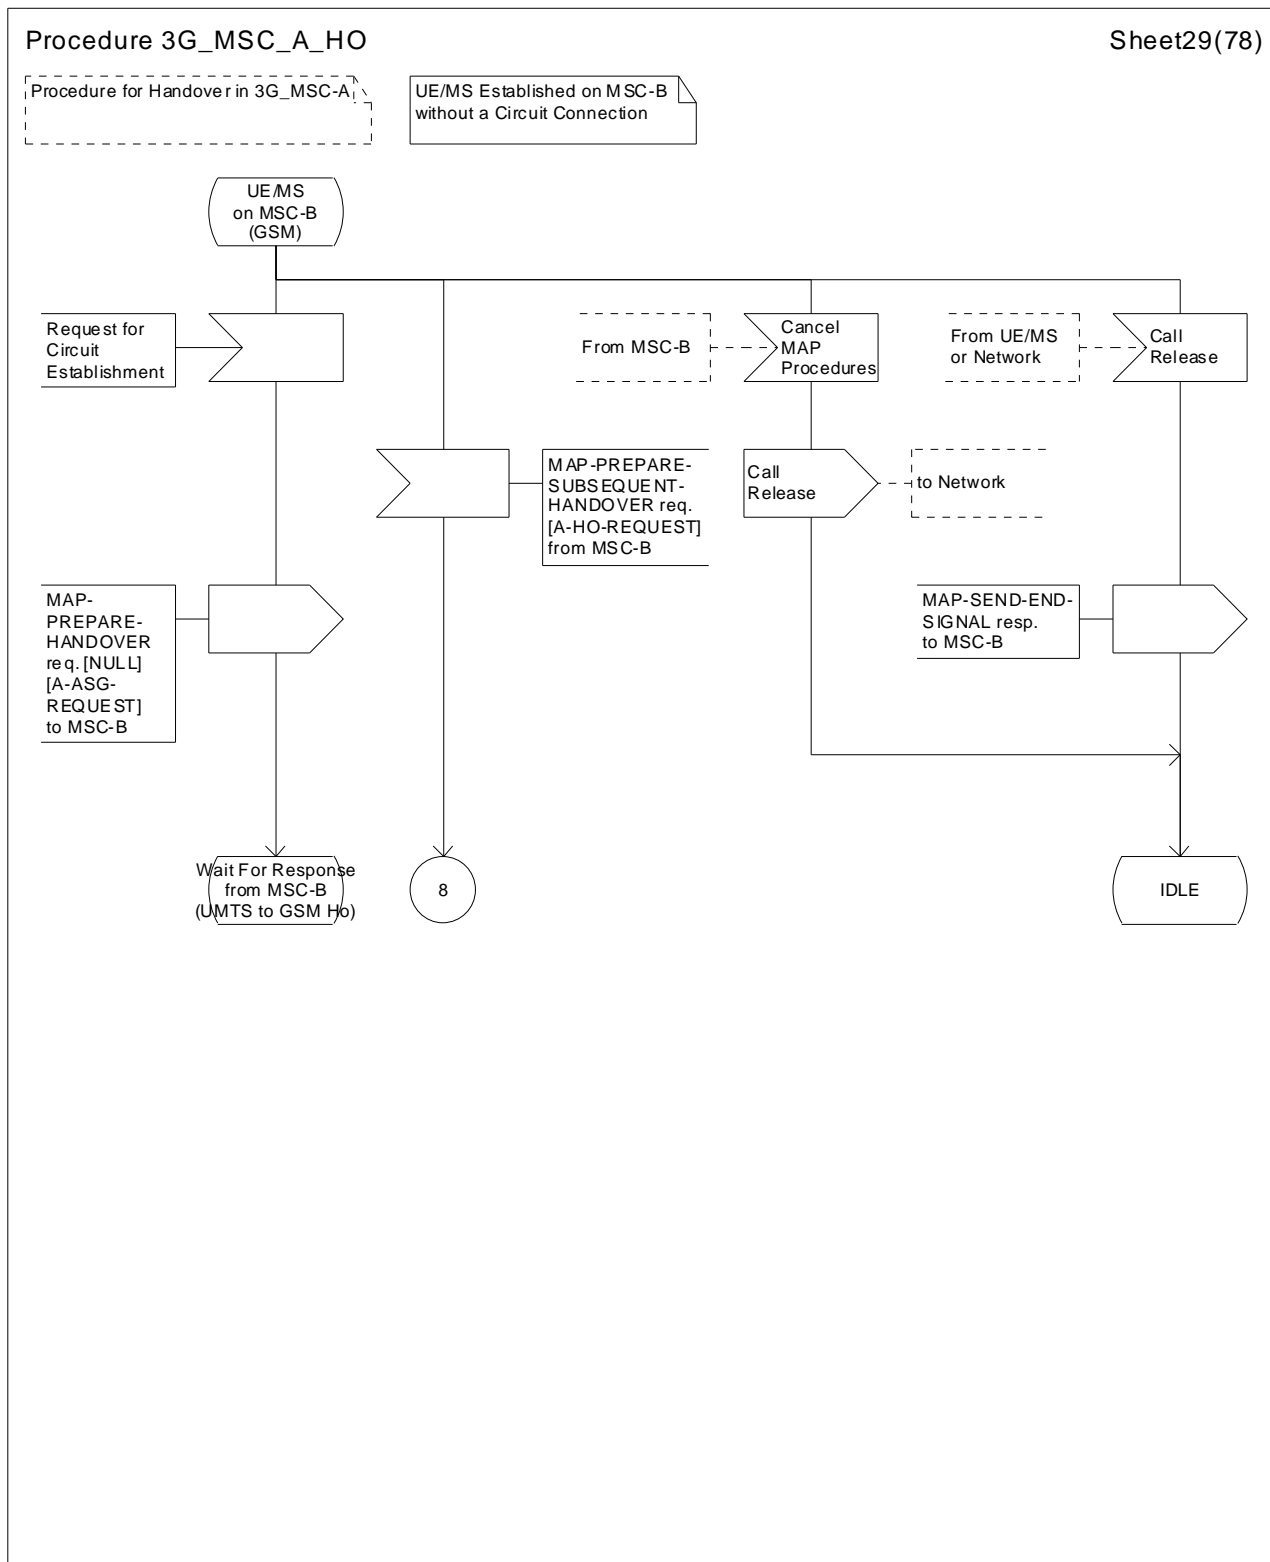 Procedure 3G_MSC_A_HO
Sheet29(78)
Procedure for Handover in 3G_MSC-A
UE/MS Established on MSC-B
without a Circuit Connection
UE/MS
on MSC-B
(GSM)
Request for
Circuit
Establishment
From MSC-B
Cancel
MAP
Procedures
From UE/MS
or Network
Call
Release
MAP-PREPARE-
SUBSEQUENT-
HANDOVER req.
[A-HO-REQUEST]
from MSC-B
Call
Release
to Network
MAP-
PREPARE-
HANDOVER
req. [NULL]
[A-ASG-
REQUEST]
to MSC-B
MAP-SEND-END-
SIGNAL resp.
to MSC-B
Wait For Response
from MSC-B
(UMTS to GSM Ho)
8
IDLE